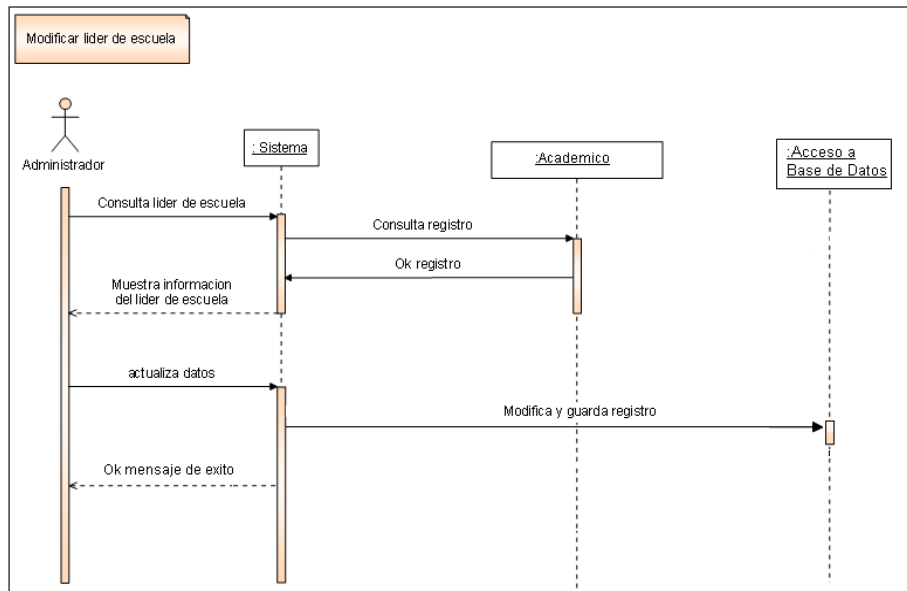 Modificar lider de escuela
Administrador
: Sistema
:Academico
:Acceso a
Base de Datos
Consulta lider de escuela
Consulta registro
Ok registro
Muestra informacion
del lider de escuela
actualiza datos
Modifica y guarda registro
Ok mensaje de exito